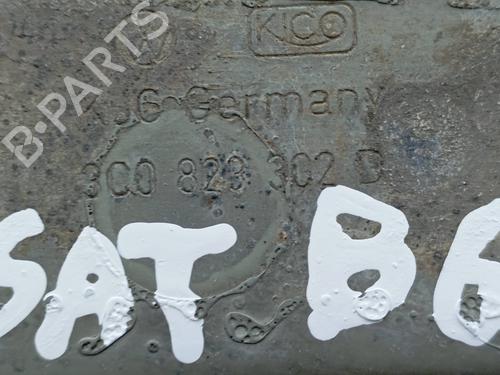 B-PARTS
KICO
Germany
3C0 823 302 D
SAT B6